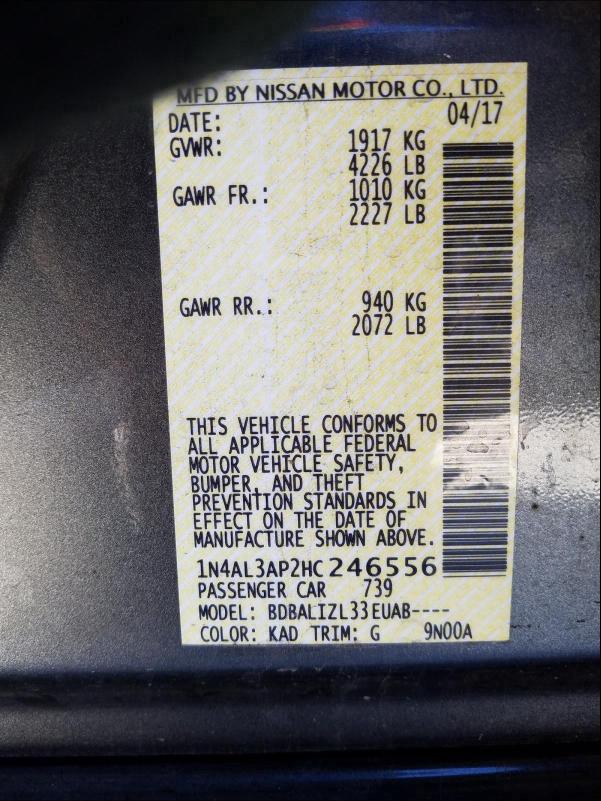 MFD BY NISSAN MOTOR CO., LTD.
DATE: 04/17
GVWR: 1917 KG
4226 LB
GAWR FR.: 1010 KG
2227 LB
GAWR RR.: 940 KG
2072 LB
THIS VEHICLE CONFORMS TO
ALL APPLICABLE FEDERAL
MOTOR VEHICLE SAFETY,
BUMPER, AND THEFT
PREVENTION STANDARDS IN
EFFECT ON THE DATE OF
MANUFACTURE SHOWN ABOVE.
1N4AL3AP2HC246556
PASSENGER CAR 739
MODEL: BDBALIZL33EUAB----
COLOR: KAD TRIM: G 9N00A